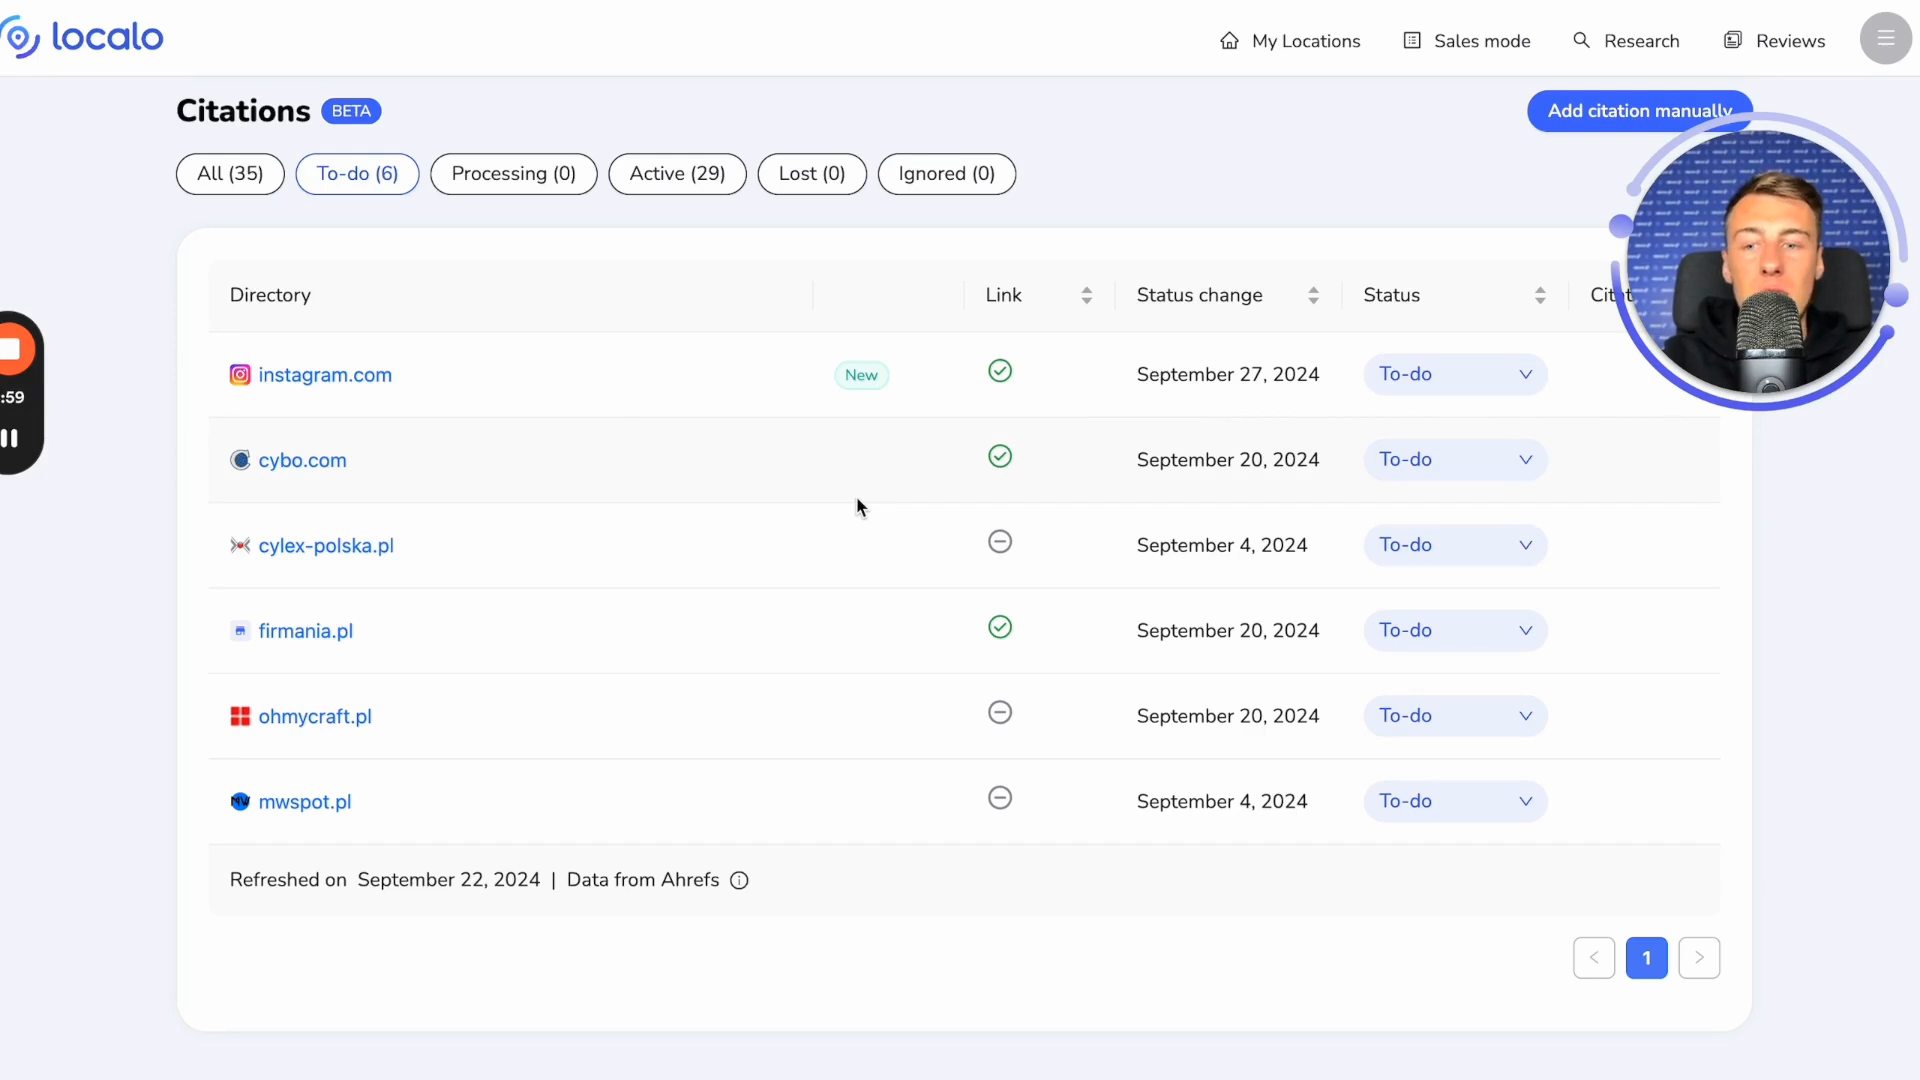 localo
My Locations
Sales mode
Research
Reviews
Citations BETA
Add citation manually
All (35)
To-do (6)
Processing (0)
Active (29)
Lost (0)
Ignored (0)
Directory Link Status change Status
instagram.com New September 27, 2024 To-do
cybo.com September 20, 2024 To-do
cylex-polska.pl September 4, 2024 To-do
firmania.pl September 20, 2024 To-do
ohmycraft.pl September 20, 2024 To-do
mwspot.pl September 4, 2024 To-do
:59
Refreshed on September 22, 2024 | Data from Ahrefs
< 1 >